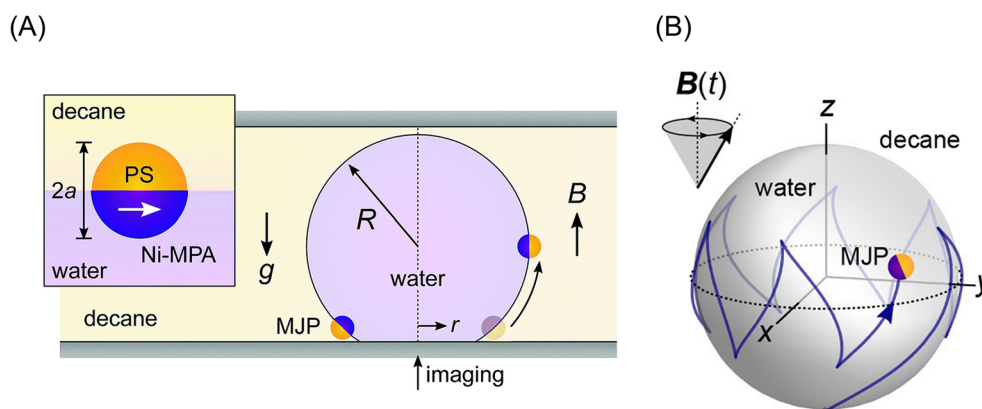 (A)
decane
PS
2a
Ni-MPA
water
R
water
g
B
decane
MJP
r
imaging
(B)
B(t)
z
decane
water
MJP
y
x